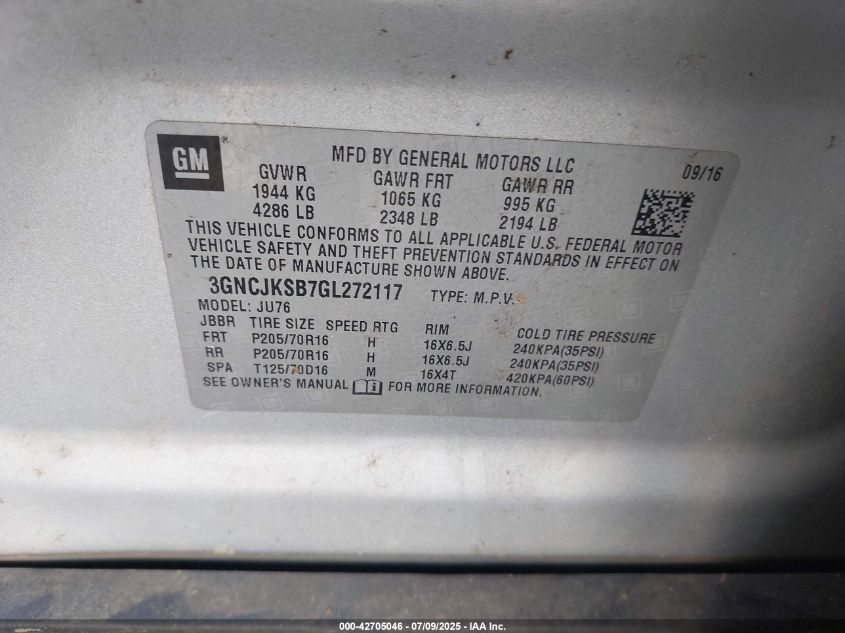 GM ®
MFD BY GENERAL MOTORS LLC 09/16
GVWR GAWR FRT GAWR RR
1944 KG 1065 KG 995 KG
4286 LB 2348 LB 2194 LB
THIS VEHICLE CONFORMS TO ALL APPLICABLE U.S. FEDERAL MOTOR
VEHICLE SAFETY AND THEFT PREVENTION STANDARDS IN EFFECT ON
THE DATE OF MANUFACTURE SHOWN ABOVE.
3GNCJKSB7GL272117 TYPE: M.P.V.
MODEL: JU76
JBBR TIRE SIZE SPEED RTG RIM COLD TIRE PRESSURE
FRT P205/70R16 H 16X6.5J 240KPA(35PSI)
RR P205/70R16 H 16X6.5J 240KPA(35PSI)
SPA T125/70D16 M 16X4T 420KPA(60PSI)
SEE OWNER'S MANUAL FOR MORE INFORMATION.
000-42705046 - 07/09/2025 - IAA Inc.